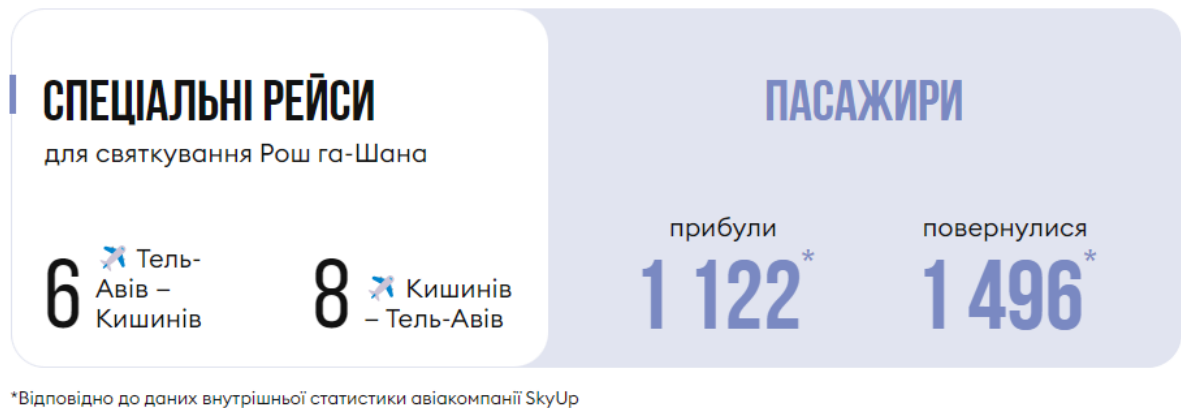 СПЕЦІАЛЬНІ РЕЙСИ
для святкування Рош га-Шана
6
Тель-
Авів –
Кишинів
8
Кишинів
– Тель-Авів
ПАСАЖИРИ
прибули
1 122*
повернулися
1 496*
*Відповідно до даних внутрішньої статистики авіакомпанії SkyUp